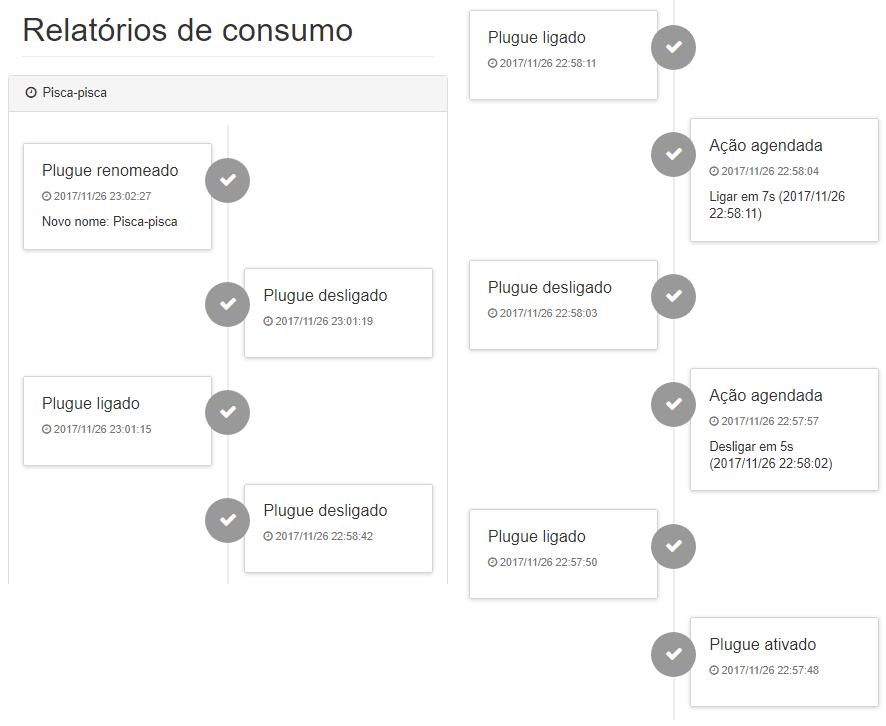 Relatórios de consumo
Pisca-pisca
Plugue renomeado
2017/11/26 23:02:27
Novo nome: Pisca-pisca
Plugue desligado
2017/11/26 23:01:19
Plugue ligado
2017/11/26 23:01:15
Plugue desligado
2017/11/26 22:58:42
Plugue ligado
2017/11/26 22:58:11
Ação agendada
2017/11/26 22:58:04
Ligar em 7s (2017/11/26
22:58:11)
Plugue desligado
2017/11/26 22:58:03
Ação agendada
2017/11/26 22:57:57
Desligar em 5s
(2017/11/26 22:58:02)
Plugue ligado
2017/11/26 22:57:50
Plugue ativado
2017/11/26 22:57:48